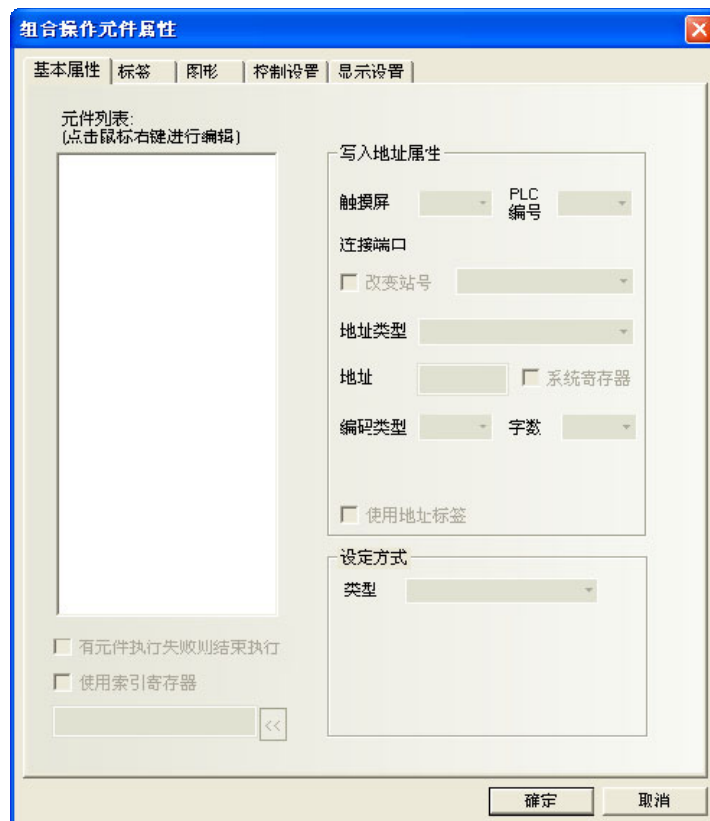 组合操作元件属性
基本属性 标签 图形 控制设置 显示设置
元件列表:
(点击鼠标右键进行编辑)
写入地址属性
触摸屏 PLC 编号
连接端口
改变站号
地址类型
地址 系统寄存器
编码类型 字数
使用地址标签
设定方式
类型
有元件执行失败则结束执行
使用索引寄存器
<<
确定 取消